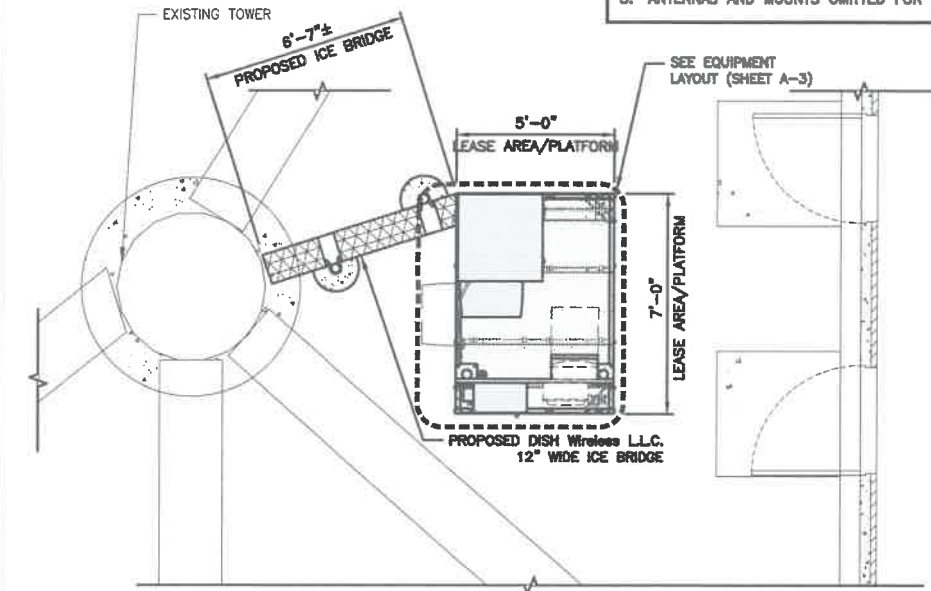 3. ANTENNAS AND MOUNTS OMITTED FOR
EXISTING TOWER
6'-7"±
PROPOSED ICE BRIDGE
SEE EQUIPMENT
LAYOUT (SHEET A-3)
5'-0"
LEASE AREA/PLATFORM
7'-0"
LEASE AREA/PLATFORM
PROPOSED DISH Wireless L.L.C.
12" WIDE ICE BRIDGE